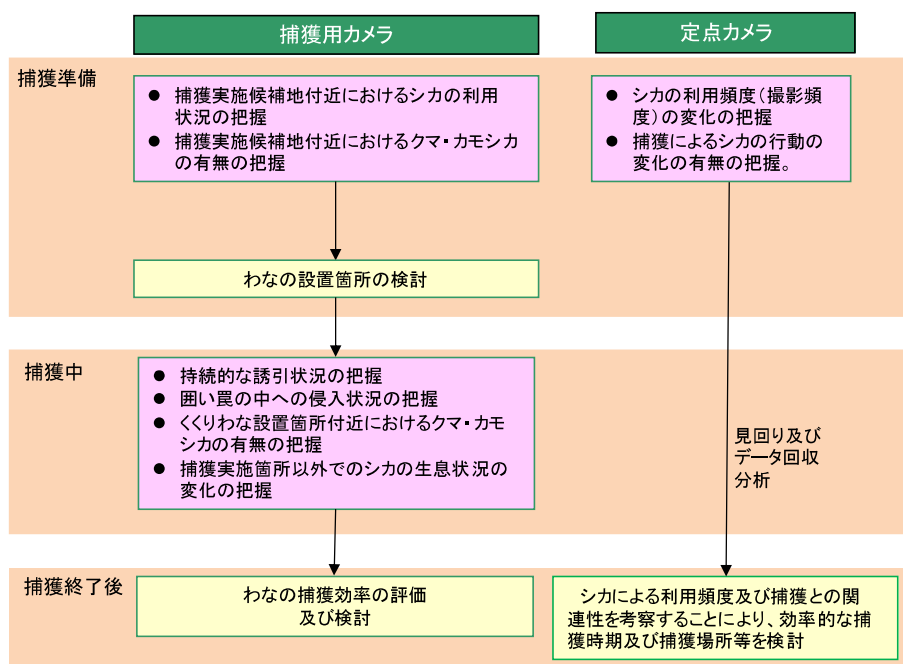 捕獲用カメラ
定点カメラ
捕獲準備
● 捕獲実施候補地付近におけるシカの利用
状況の把握
● 捕獲実施候補地付近におけるクマ・カモシカ
の有無の把握
● シカの利用頻度(撮影頻
度)の変化の把握
● 捕獲によるシカの行動の
変化の有無の把握。
わなの設置箇所の検討
捕獲中
● 持続的な誘引状況の把握
● 囲い罠の中への侵入状況の把握
● くくりわな設置箇所付近におけるクマ・カモ
シカの有無の把握
● 捕獲実施箇所以外でのシカの生息状況の
変化の把握
見回り及び
データ回収
分析
捕獲終了後
わなの捕獲効率の評価
及び検討
シカによる利用頻度及び捕獲との関
連性を考察することにより、効率的な捕
獲時期及び捕獲場所等を検討